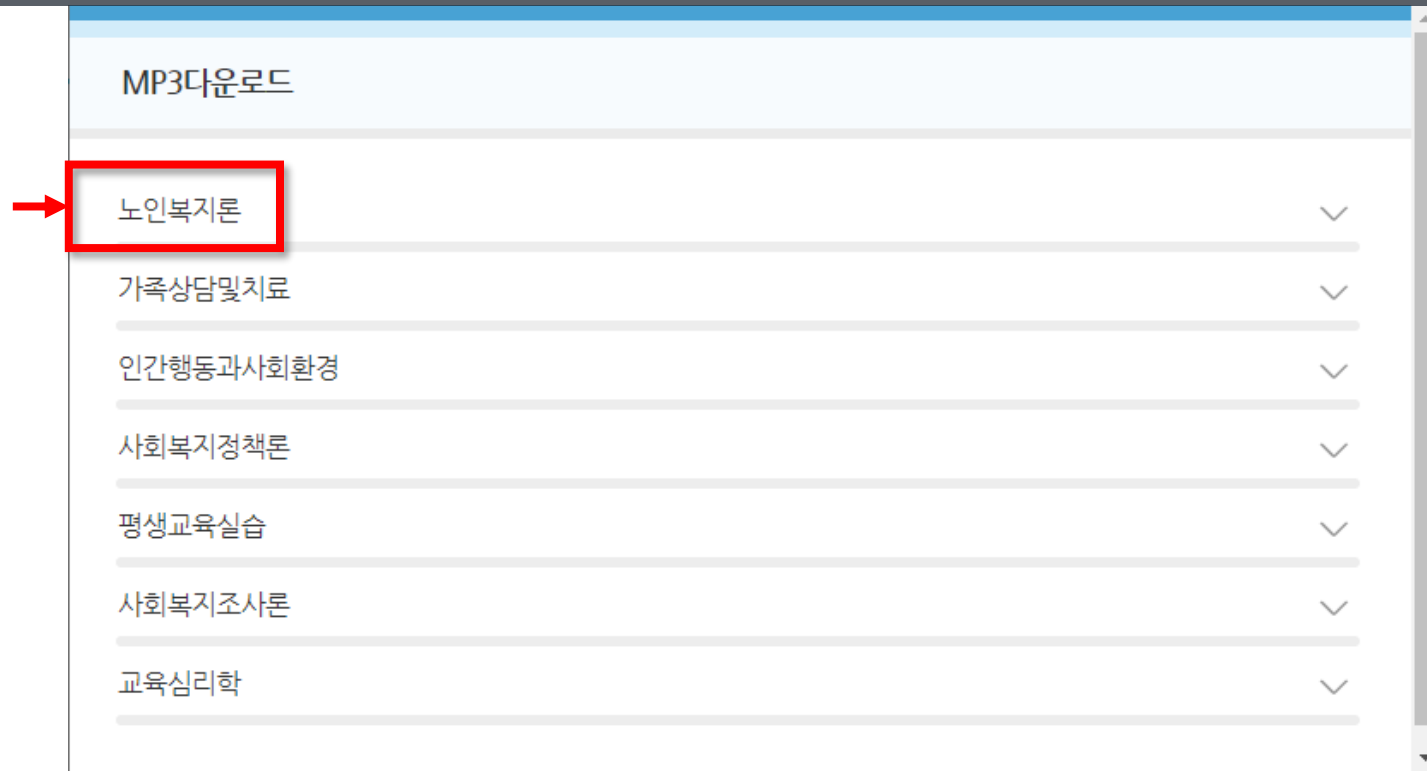 MP3다운로드
노인복지론
가족상담및치료
인간행동과사회환경
사회복지정책론
평생교육실습
사회복지조사론
교육심리학